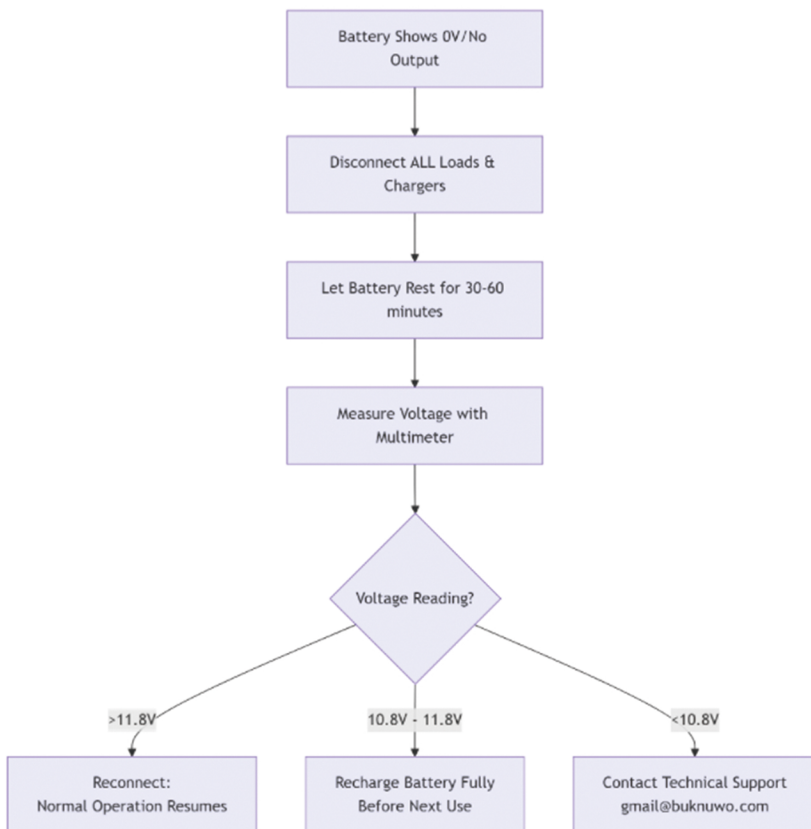 Battery Shows 0V/No
Output
Disconnect ALL Loads &
Chargers
Let Battery Rest for 30-60
minutes
Measure Voltage with
Multimeter
Voltage Reading?
>11.8V
10.8V - 11.8V
<10.8V
Reconnect:
Normal Operation Resumes
Recharge Battery Fully
Before Next Use
Contact Technical Support
gmail@buknuwo.com